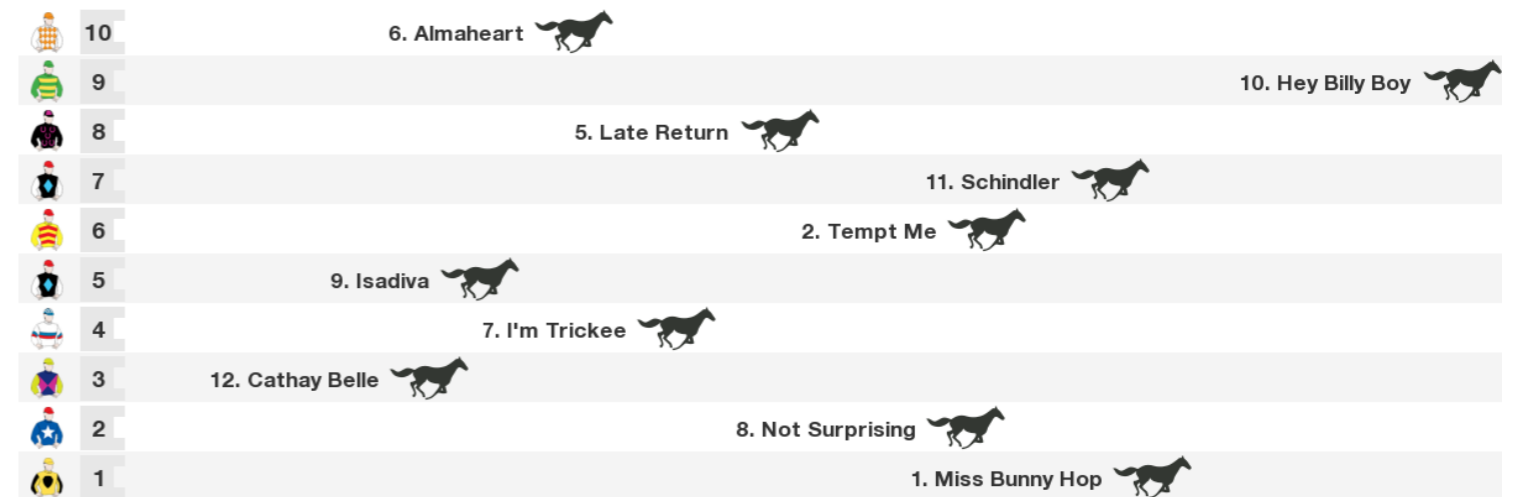 10 6. Almaheart
9 10. Hey Billy Boy
8 5. Late Return
7 11. Schindler
6 2. Tempt Me
5 9. Isadiva
4 7. I'm Trickee
3 12. Cathay Belle
2 8. Not Surprising
1 1. Miss Bunny Hop